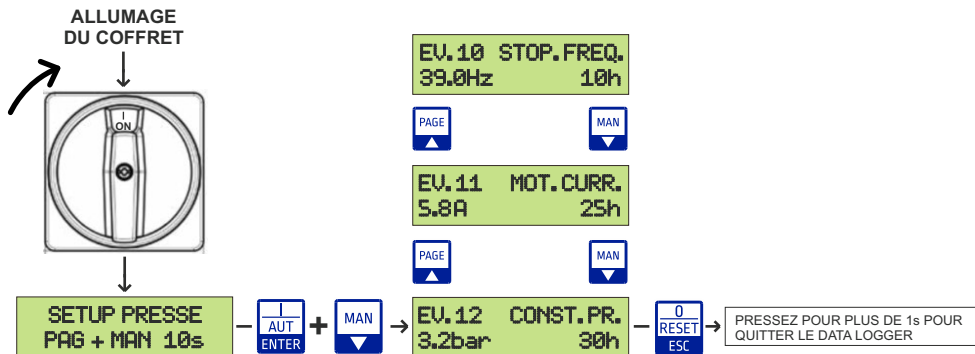 ALLUMAGE
DU COFFRET
I
ON
SETUP PRESSE
PAG + MAN 10s
I
AUT
ENTER
+
MAN
EV.10 STOP.FREQ.
39.0Hz 10h
PAGE
MAN
EV.11 MOT.CURR.
5.8A 25h
PAGE
MAN
EV.12 CONST.PR.
3.2bar 30h
0
RESET
ESC
PRESSEZ POUR PLUS DE 1s POUR
QUITTER LE DATA LOGGER